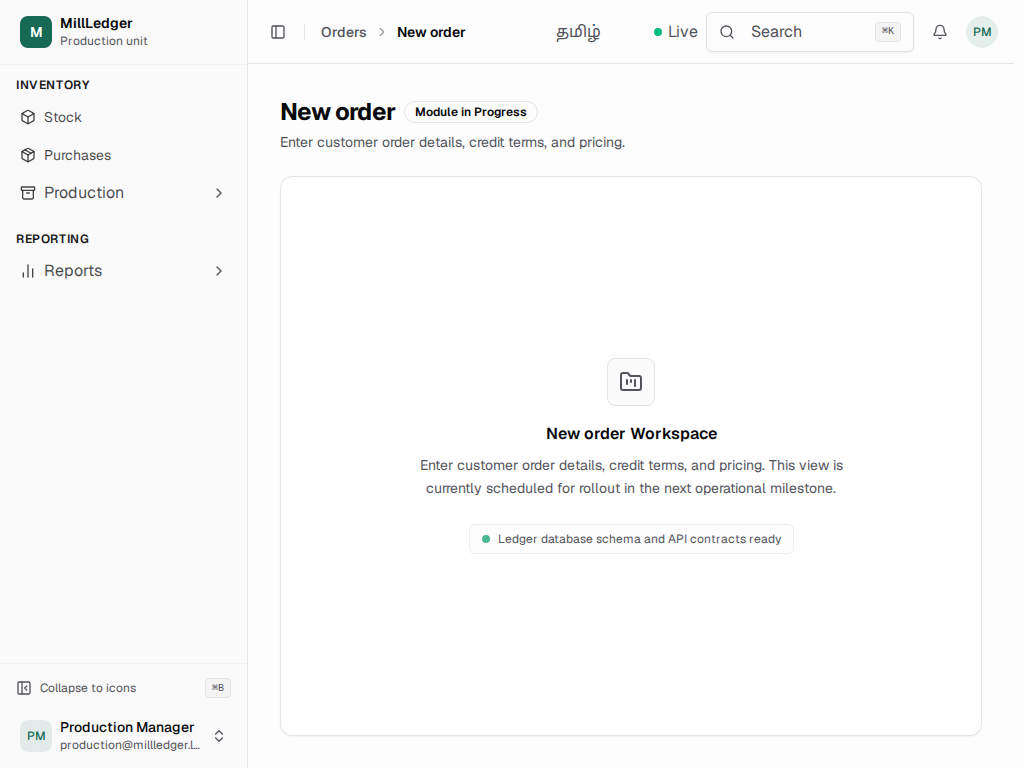 M
MillLedger
Production unit
INVENTORY
Stock
Purchases
Production
REPORTING
Reports
Collapse to icons
⌘B
PM
Production Manager
production@millledger.l...
Orders
New order
தமிழ்
Live
Search
⌘K
PM
New order
Module in Progress
Enter customer order details, credit terms, and pricing.
New order Workspace
Enter customer order details, credit terms, and pricing. This view is
currently scheduled for rollout in the next operational milestone.
Ledger database schema and API contracts ready